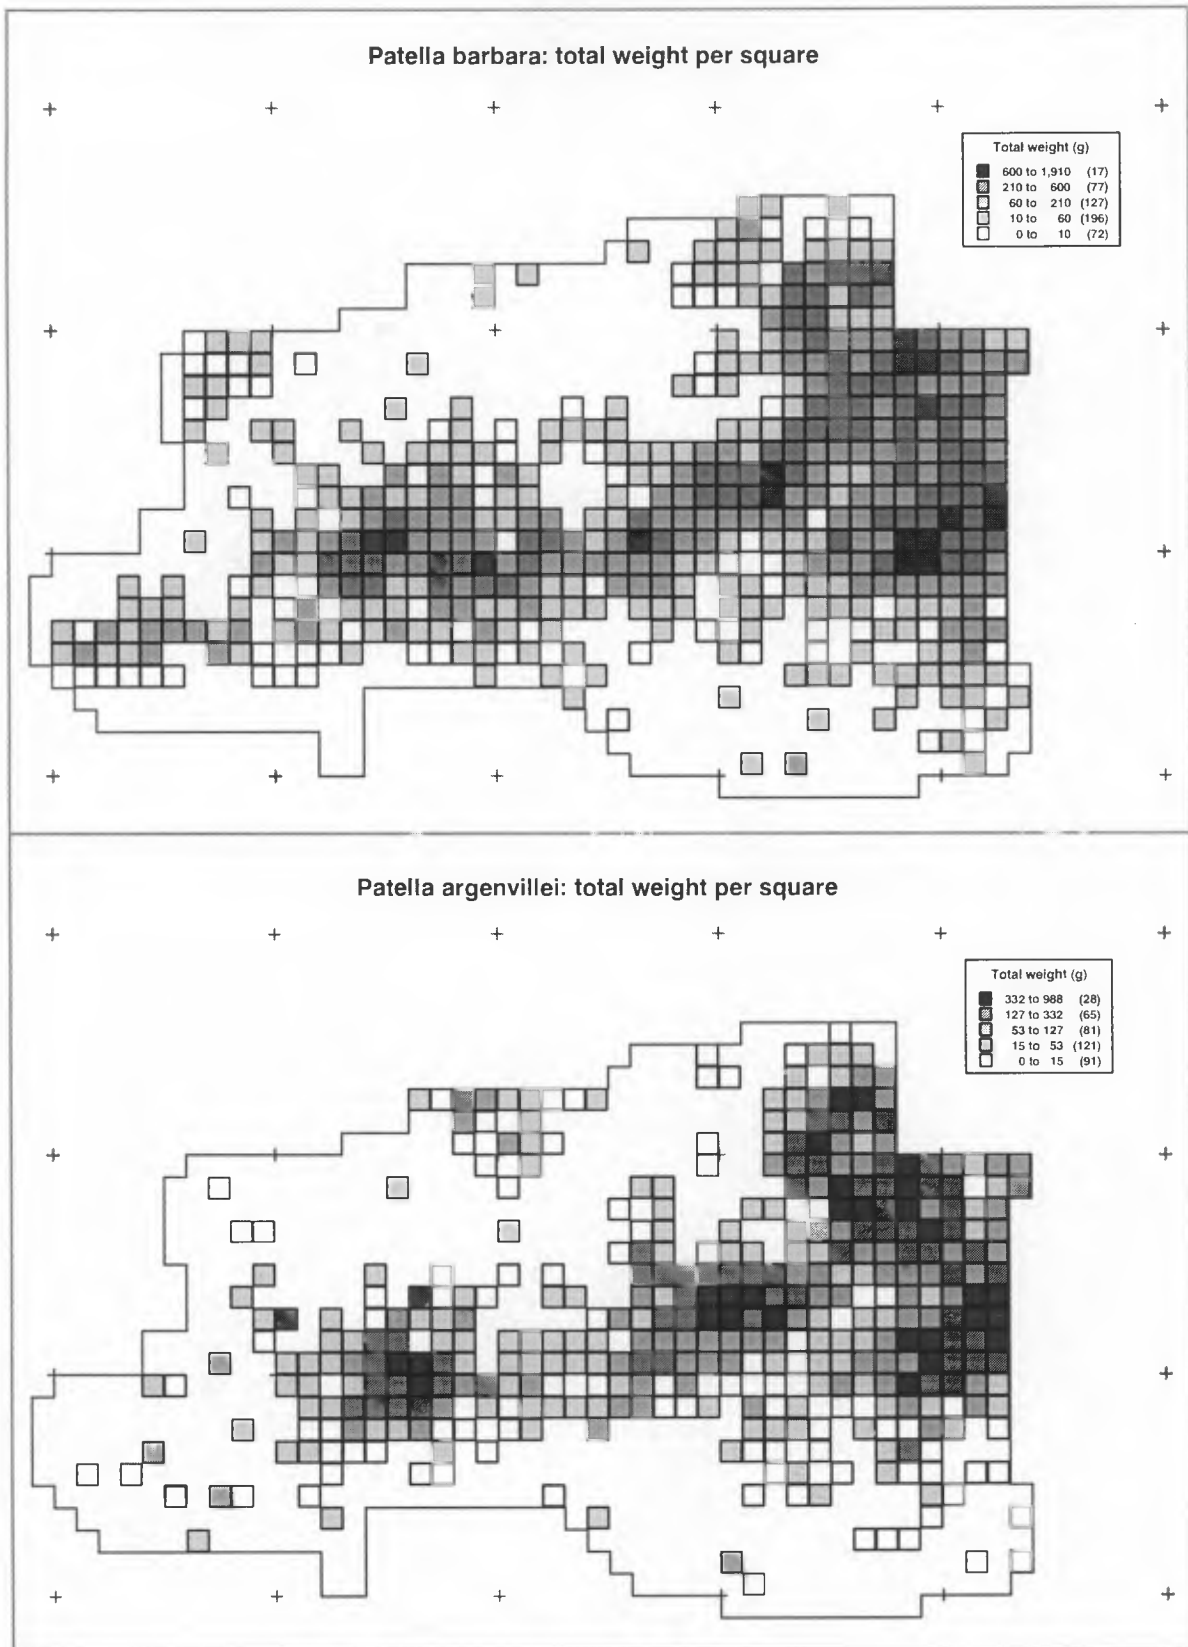 Patella barbara: total weight per square
Total weight (g)
600 to 1,910 (17)
210 to 600 (77)
60 to 210 (127)
10 to 60 (196)
0 to 10 (72)
Patella argenvillei: total weight per square
Total weight (g)
332 to 988 (28)
127 to 332 (65)
53 to 127 (81)
15 to 53 (121)
0 to 15 (91)